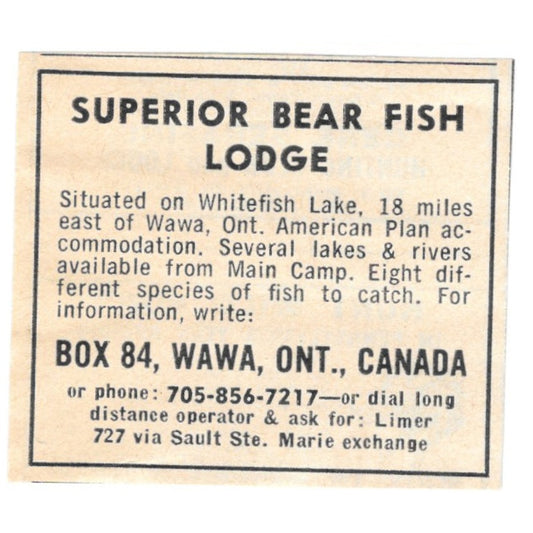 SUPERIOR BEAR FISH
LODGE
Situated on Whitefish Lake, 18 miles
east of Wawa, Ont. American Plan ac-
commodation. Several lakes & rivers
available from Main Camp. Eight dif-
ferent species of fish to catch. For
information, write:
BOX 84, WAWA, ONT., CANADA
or phone: 705-856-7217—or dial long
distance operator & ask for: Limer
727 via Sault Ste. Marie exchange